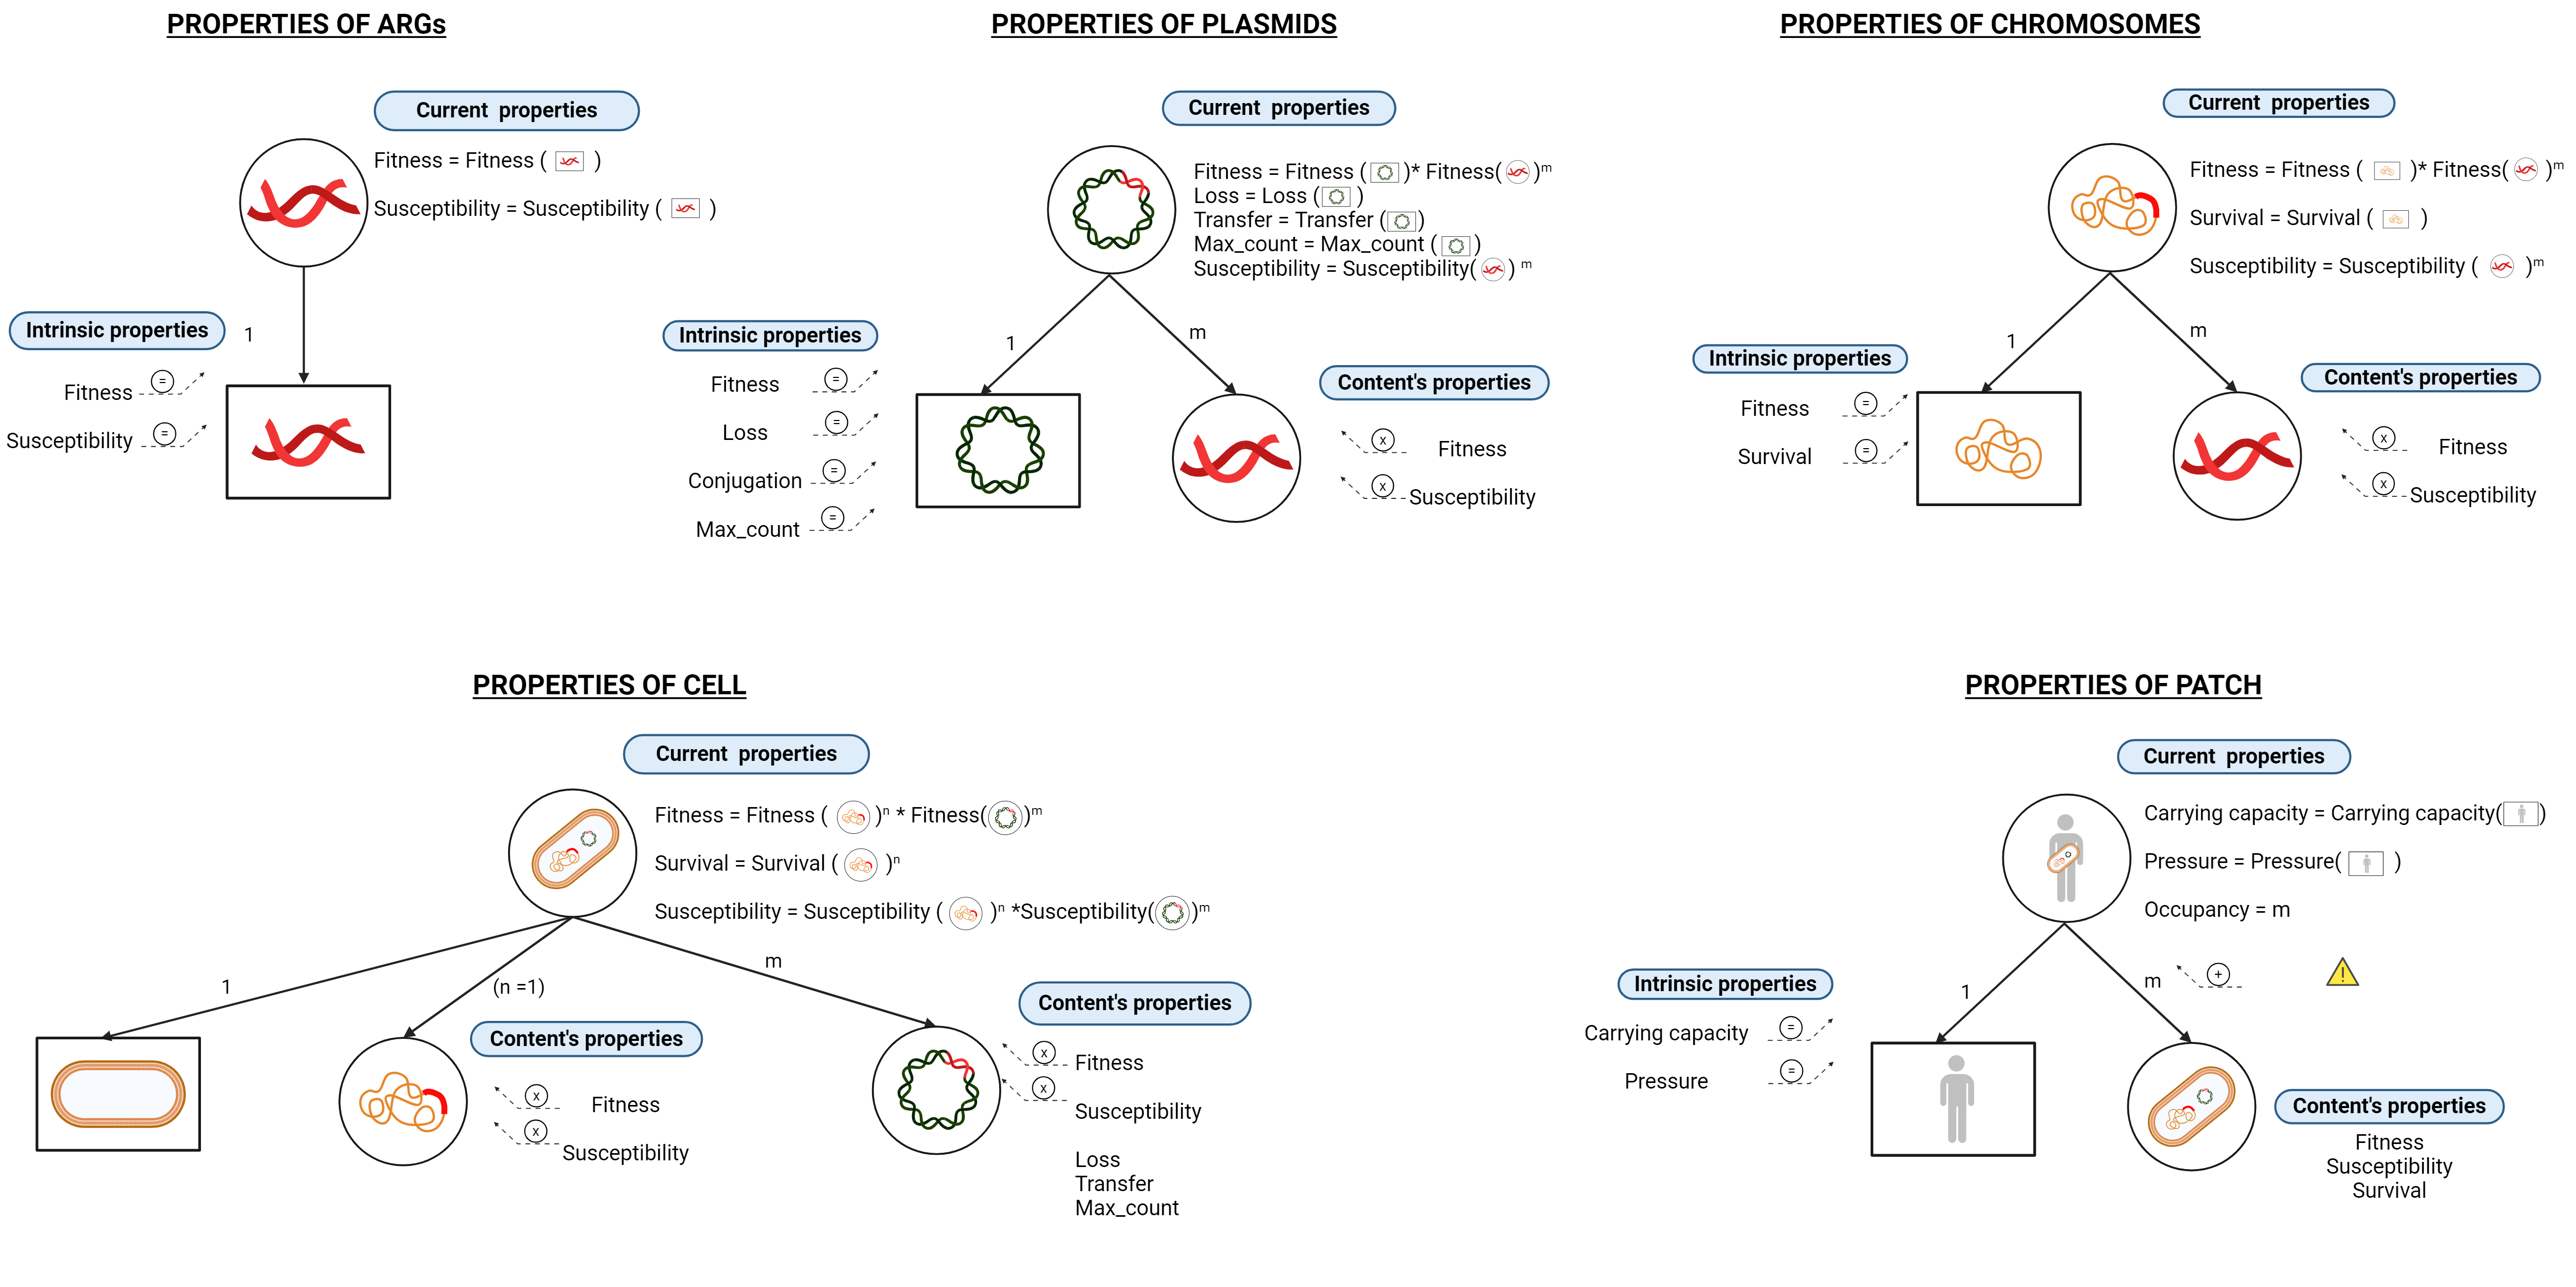 PROPERTIES OF ARGs
Current properties
Fitness = Fitness ( )
Susceptibility = Susceptibility ( )
Intrinsic properties
1
Fitness =
Susceptibility =
PROPERTIES OF PLASMIDS
Current properties
Fitness = Fitness ( )* Fitness( )m
Loss = Loss ( )
Transfer = Transfer ( )
Max_count = Max_count ( )
Susceptibility = Susceptibility( ) m
Intrinsic properties
1
m
Fitness =
Loss =
Conjugation =
Max_count =
Content's properties
x Fitness
x Susceptibility
PROPERTIES OF CHROMOSOMES
Current properties
Fitness = Fitness ( )* Fitness( )m
Survival = Survival ( )
Susceptibility = Susceptibility ( )m
1
m
Intrinsic properties
Fitness =
Survival =
Content's properties
x Fitness
x Susceptibility
PROPERTIES OF CELL
Current properties
Fitness = Fitness ( )n * Fitness( )m
Survival = Survival ( )n
Susceptibility = Susceptibility ( )n *Susceptibility( )m
1
(n =1)
m
Content's properties
x Fitness
x Susceptibility
Content's properties
x Fitness
x Susceptibility
Loss
Transfer
Max_count
PROPERTIES OF PATCH
Current properties
Carrying capacity = Carrying capacity( )
Pressure = Pressure( )
Occupancy = m
1
m
+
!
Intrinsic properties
Carrying capacity =
Pressure =
Content's properties
Fitness
Susceptibility
Survival